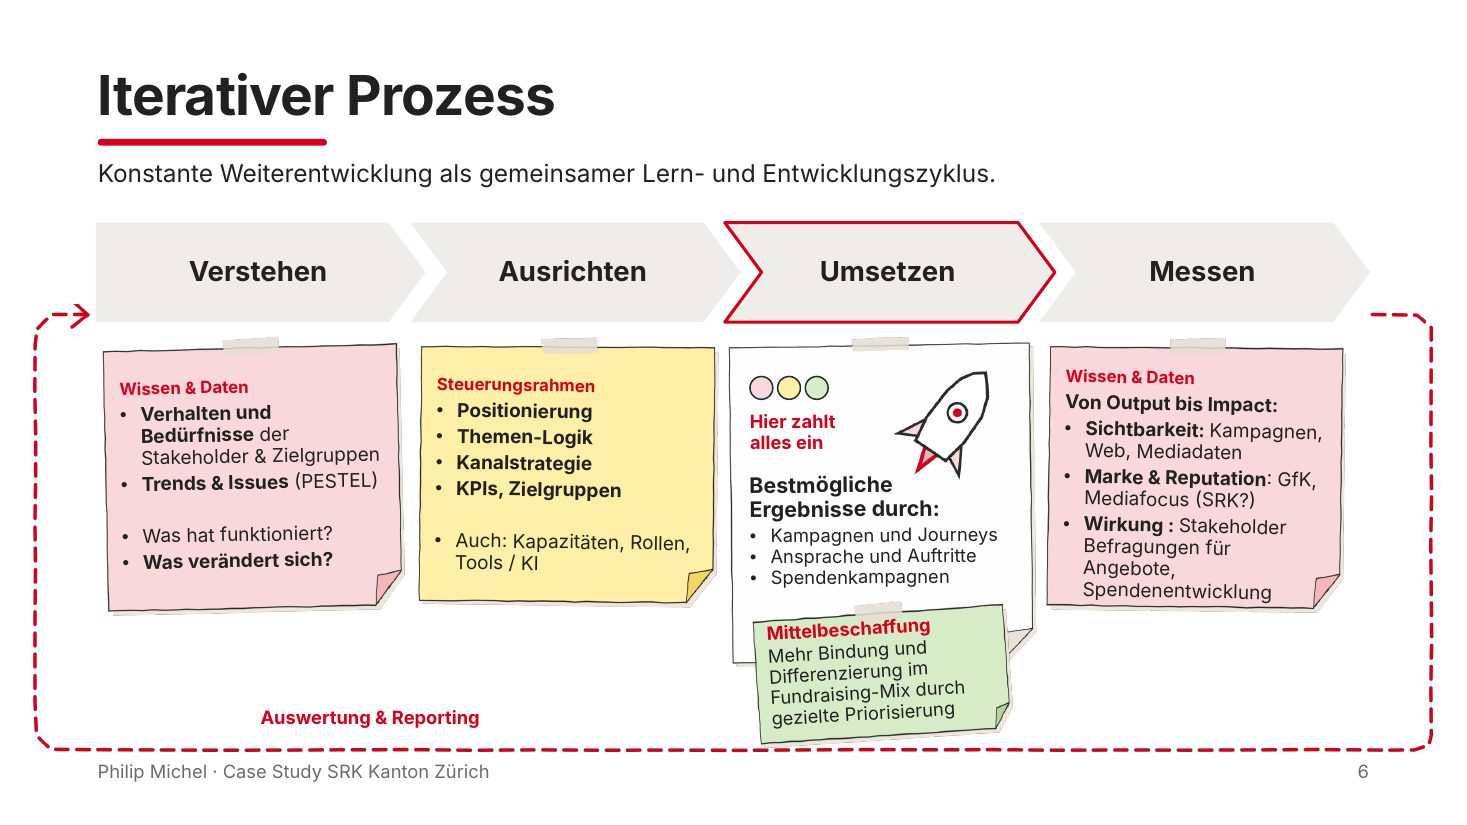 Iterativer Prozess
Konstante Weiterentwicklung als gemeinsamer Lern- und Entwicklungszyklus.
Verstehen
Ausrichten
Umsetzen
Messen
Wissen & Daten
• Verhalten und
Bedürfnisse der
Stakeholder & Zielgruppen
• Trends & Issues (PESTEL)
• Was hat funktioniert?
• Was verändert sich?
Steuerungsrahmen
• Positionierung
• Themen-Logik
• Kanalstrategie
• KPIs, Zielgruppen
• Auch: Kapazitäten, Rollen,
Tools / KI
Hier zahlt
alles ein
Bestmögliche
Ergebnisse durch:
• Kampagnen und Journeys
• Ansprache und Auftritte
• Spendenkampagnen
Mittelbeschaffung
Mehr Bindung und
Differenzierung im
Fundraising-Mix durch
gezielte Priorisierung
Wissen & Daten
Von Output bis Impact:
• Sichtbarkeit: Kampagnen,
Web, Mediadaten
• Marke & Reputation: GfK,
Mediafocus (SRK?)
• Wirkung : Stakeholder
Befragungen für
Angebote,
Spendenentwicklung
Auswertung & Reporting
Philip Michel · Case Study SRK Kanton Zürich
6